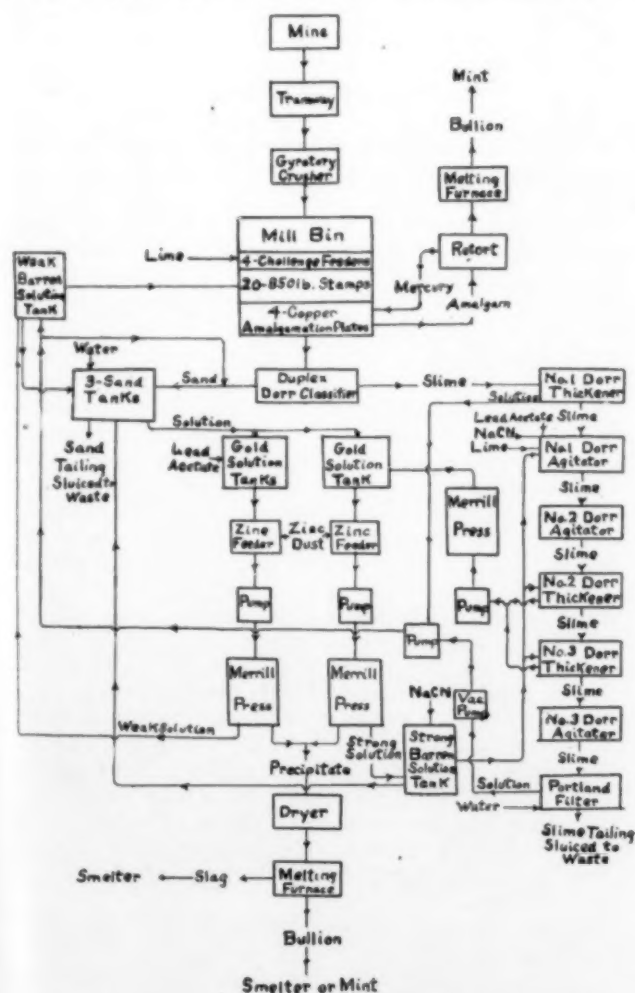 Mine
Tramway
Gyratory
Crusher
Mill Bin
4-Challenge Feeders
20-850lb. Stamps
4-Copper
Amalgamation Plates
Lime
Mint
Bullion
Melting
Furnace
Retort
Mercury
Amalgam
Weak
Barren
Solution
Tank
Water
3-Sand
Tanks
Sand
Duplex
Dorr Classifier
Slime
No.1 Dorr
Thickener
Solution
Sand
Tailing
Sluiced to
Waste
Solution
Lead
Acetate
Gold
Solution
Tanks
Gold
Solution
Tank
Lead Acetate
Slime
NaCN
Lime
No.1 Dorr
Agitator
Slime
Merrill
Press
No.2 Dorr
Agitator
Slime
Zinc
Feeder
Zinc
Dust
Zinc
Feeder
Pump
Pump
Pump
Pump
No.2 Dorr
Thickener
Slime
No.3 Dorr
Thickener
Slime
Merrill
Press
Merrill
Press
NaCN
Vac.
Pump
No.3 Dorr
Agitator
Slime
Weak Solution
Strong
Solution
Strong
Barren
Solution
Tank
Solution
Water
Portland
Filter
Slime Tailing
Sluiced to
Waste
Precipitate
Dryer
Melting
Furnace
Slag
Smelter
Bullion
Smelter or Mint